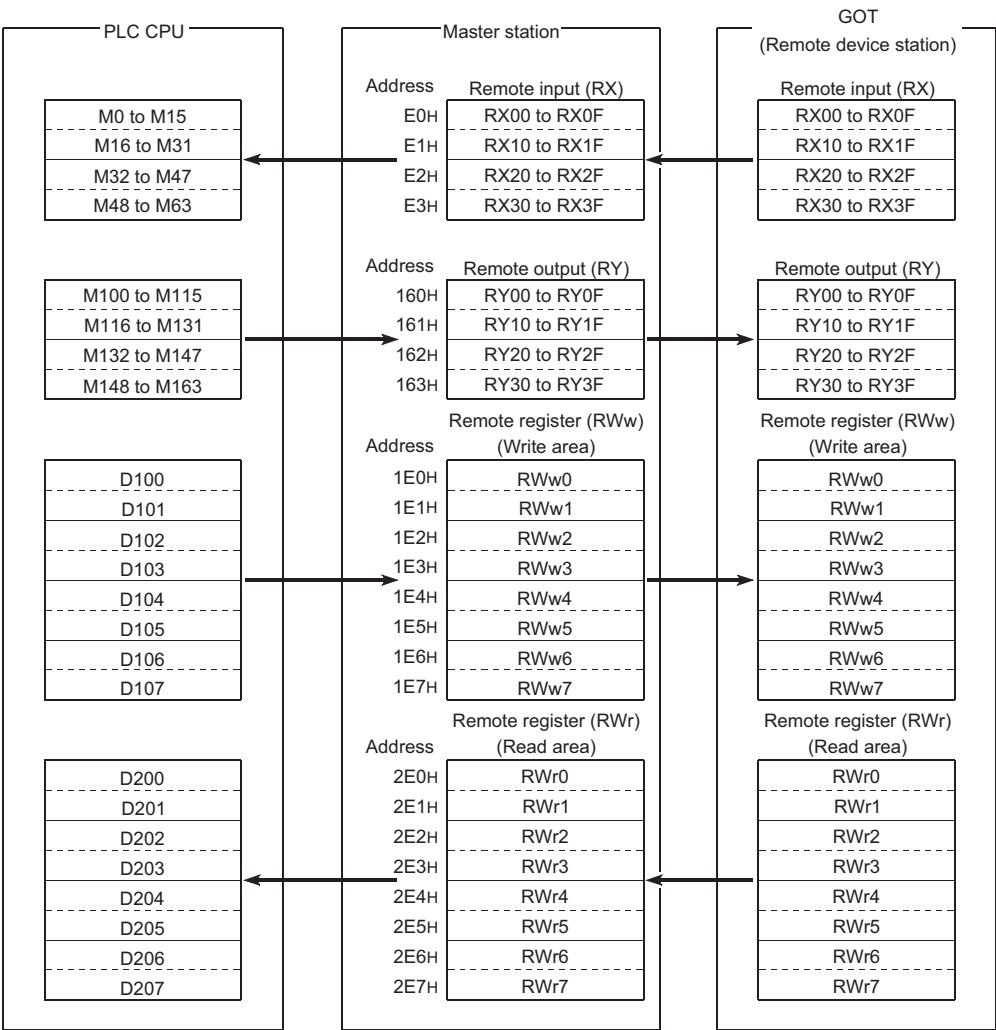 PLC CPU Master station GOT
(Remote device station)
Address Remote input (RX) Remote input (RX)
M0 to M15 E0H RX00 to RX0F RX00 to RX0F
M16 to M31 E1H RX10 to RX1F RX10 to RX1F
M32 to M47 E2H RX20 to RX2F RX20 to RX2F
M48 to M63 E3H RX30 to RX3F RX30 to RX3F
Address Remote output (RY) Remote output (RY)
M100 to M115 160H RY00 to RY0F RY00 to RY0F
M116 to M131 161H RY10 to RY1F RY10 to RY1F
M132 to M147 162H RY20 to RY2F RY20 to RY2F
M148 to M163 163H RY30 to RY3F RY30 to RY3F
Remote register (RWw) Remote register (RWw)
Address (Write area) (Write area)
D100 1E0H RWw0 RWw0
D101 1E1H RWw1 RWw1
D102 1E2H RWw2 RWw2
D103 1E3H RWw3 RWw3
D104 1E4H RWw4 RWw4
D105 1E5H RWw5 RWw5
D106 1E6H RWw6 RWw6
D107 1E7H RWw7 RWw7
Remote register (RWr) Remote register (RWr)
Address (Read area) (Read area)
D200 2E0H RWr0 RWr0
D201 2E1H RWr1 RWr1
D202 2E2H RWr2 RWr2
D203 2E3H RWr3 RWr3
D204 2E4H RWr4 RWr4
D205 2E5H RWr5 RWr5
D206 2E6H RWr6 RWr6
D207 2E7H RWr7 RWr7